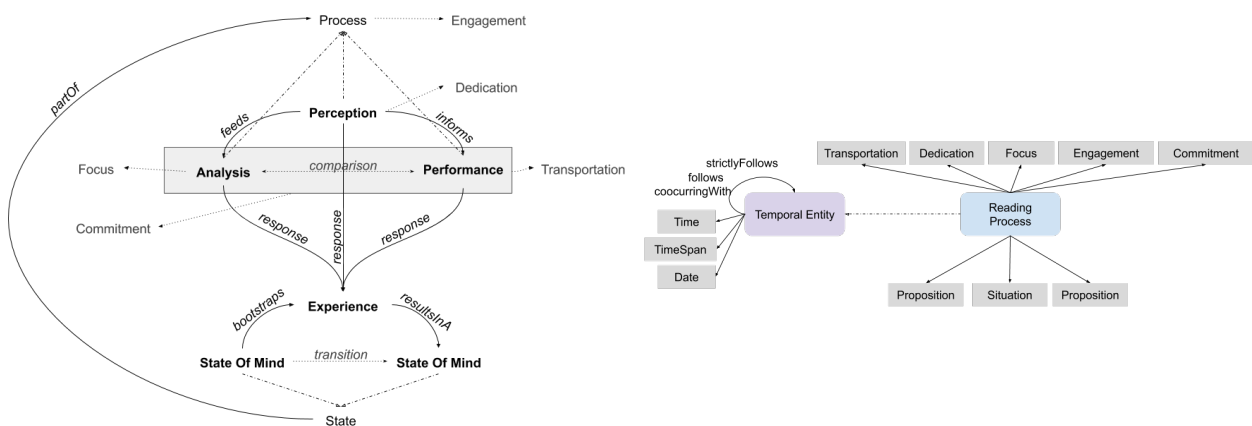 Process
Engagement
partOf
Dedication
Perception
feeds
informs
comparison
Focus
Analysis
Performance
Transportation
Commitment
response
response
response
bootstraps
Experience
resultsInA
State Of Mind
transition
State Of Mind
State
strictlyFollows
follows
coocurringWith
Transportation
Dedication
Focus
Engagement
Commitment
Temporal Entity
Reading
Process
Time
TimeSpan
Date
Proposition
Situation
Proposition